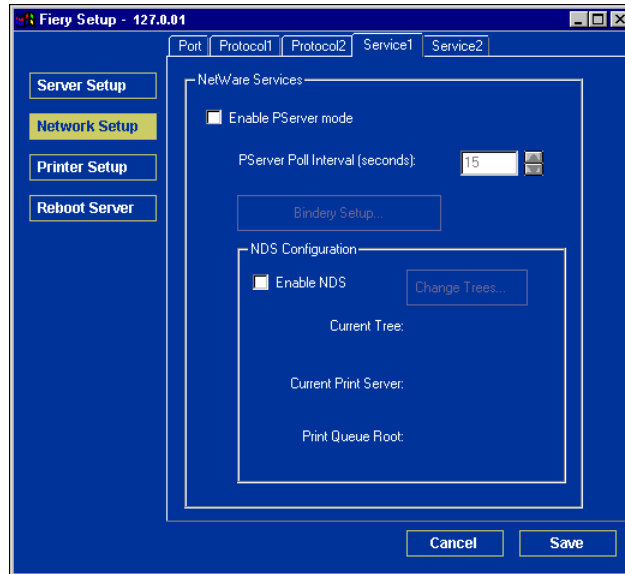 Fiery Setup - 127.0.01
Port Protocol1 Protocol2 Service1 Service2
Server Setup
Network Setup
Printer Setup
Reboot Server
NetWare Services
Enable PServer mode
PServer Poll Interval (seconds): 15
Bindery Setup...
NDS Configuration
Enable NDS Change Trees...
Current Tree:
Current Print Server:
Print Queue Root:
Cancel Save